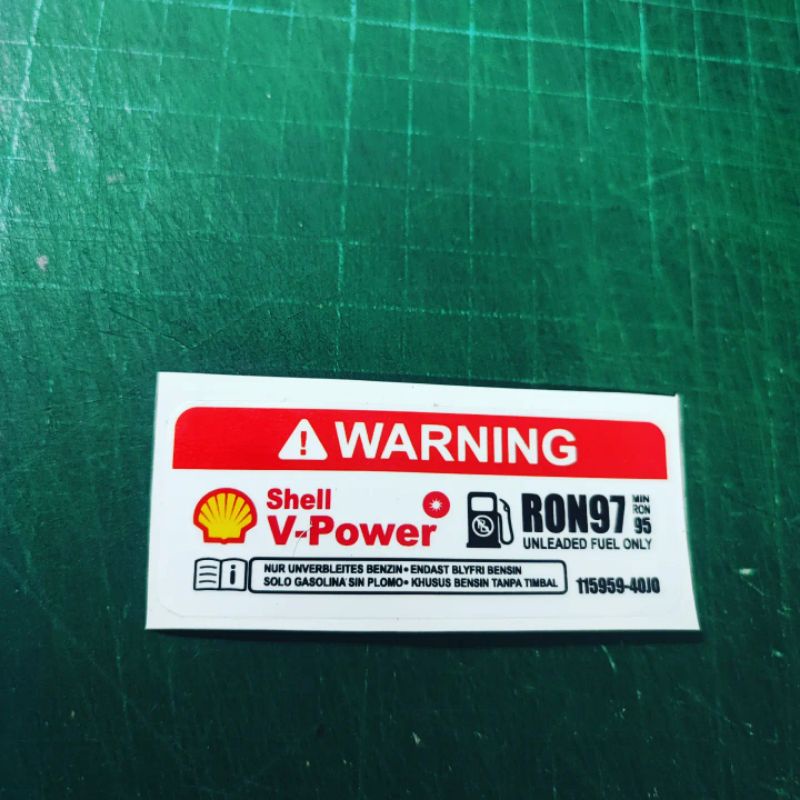 WARNING
Shell
V-Power
RON97
MIN
RON
95
UNLEADED FUEL ONLY
NUR UNVERBLEITES BENZIN • ENDAST BLYFRI BENSIN
SOLO GASOLINA SIN PLOMO • KHUSUS BENSIN TANPA TIMBAL
115959-40J0